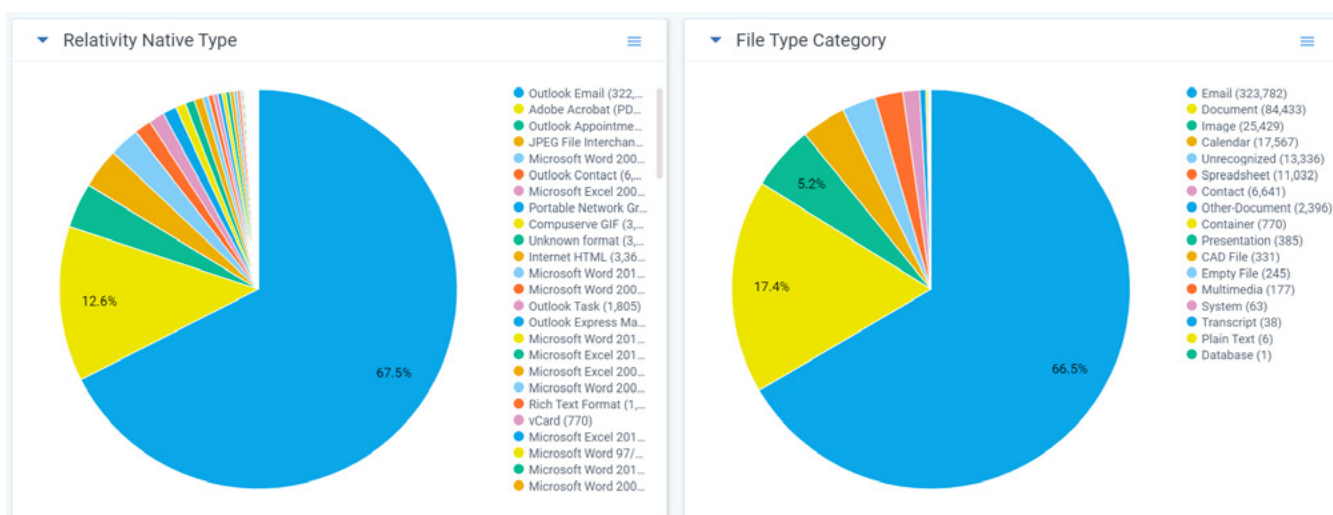 Relativity Native Type
Outlook Email (322,...
Adobe Acrobat (PD...
Outlook Appointme...
JPEG File Interchan...
Microsoft Word 200...
Outlook Contact (6,...
Microsoft Excel 200...
Portable Network Gr...
Compuserve GIF (3,...
Unknown format (3,...
Internet HTML (3,36...
Microsoft Word 201...
Microsoft Word 200...
Outlook Task (1,805)
Outlook Express Ma...
Microsoft Word 201...
Microsoft Excel 201...
Microsoft Excel 200...
Microsoft Word 200...
Rich Text Format (1,...
vCard (770)
Microsoft Excel 201...
Microsoft Word 97/...
Microsoft Word 201...
Microsoft Word 200...
12.6%
67.5%
File Type Category
Email (323,782)
Document (84,433)
Image (25,429)
Calendar (17,567)
Unrecognized (13,336)
Spreadsheet (11,032)
Contact (6,641)
Other-Document (2,396)
Container (770)
Presentation (385)
CAD File (331)
Empty File (245)
Multimedia (177)
System (63)
Transcript (38)
Plain Text (6)
Database (1)
5.2%
17.4%
66.5%